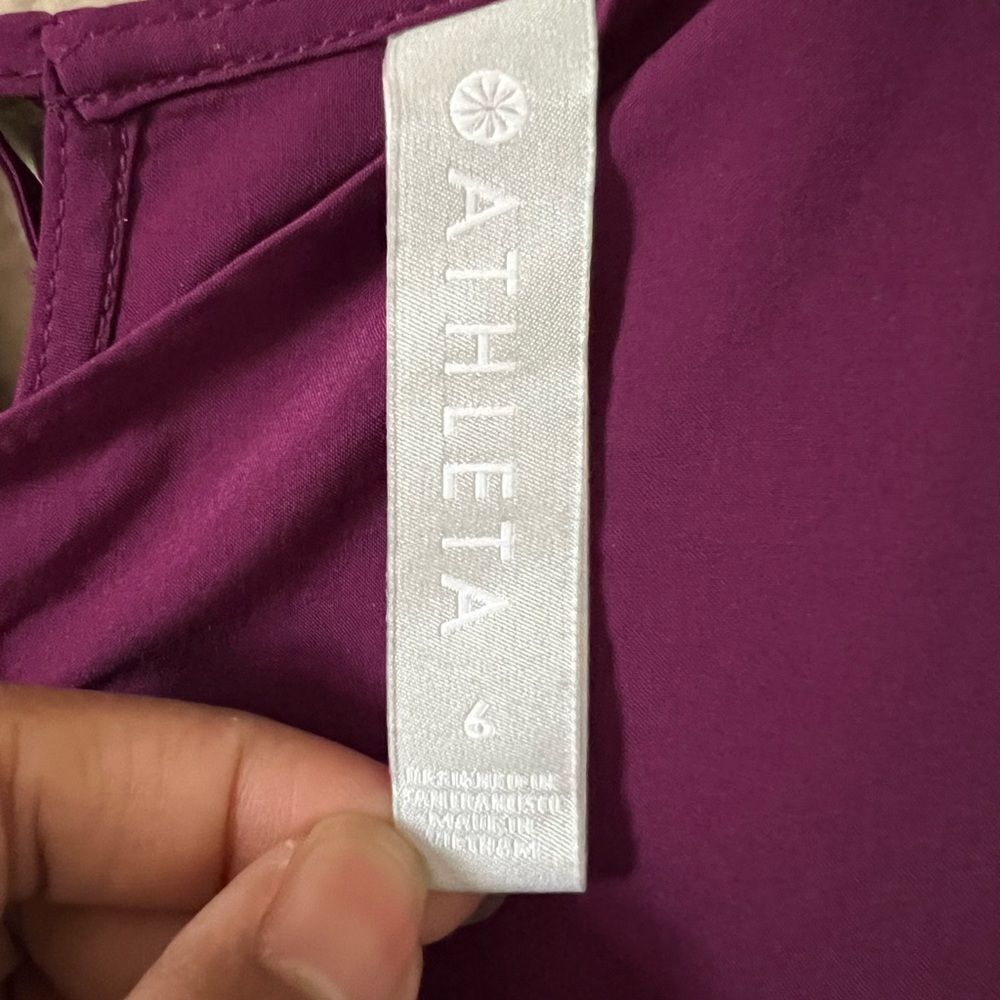 ATHLETA
6
DESIGNED IN
SAN FRANCISCO
MADE IN
VIETNAM